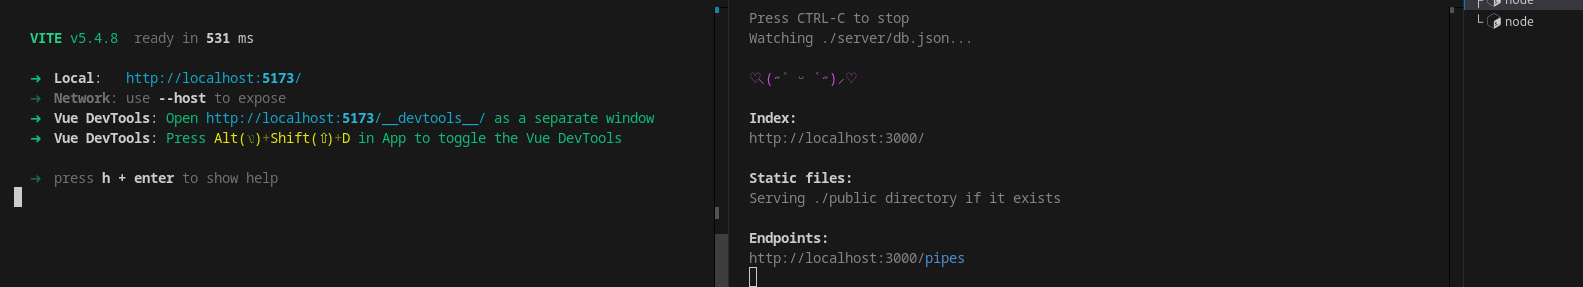 VITE v5.4.8 ready in 531 ms
➜ Local: http://localhost:5173/
➜ Network: use --host to expose
➜ Vue DevTools: Open http://localhost:5173/__devtools__/ as a separate window
➜ Vue DevTools: Press Alt(⌥)+Shift(⇧)+D in App to toggle the Vue DevTools
➜ press h + enter to show help
Press CTRL-C to stop
Watching ./server/db.json...
♡⸜(˶˃ ᵕ ˂˶)⸝♡
Index:
http://localhost:3000/
Static files:
Serving ./public directory if it exists
Endpoints:
http://localhost:3000/pipes
node
node